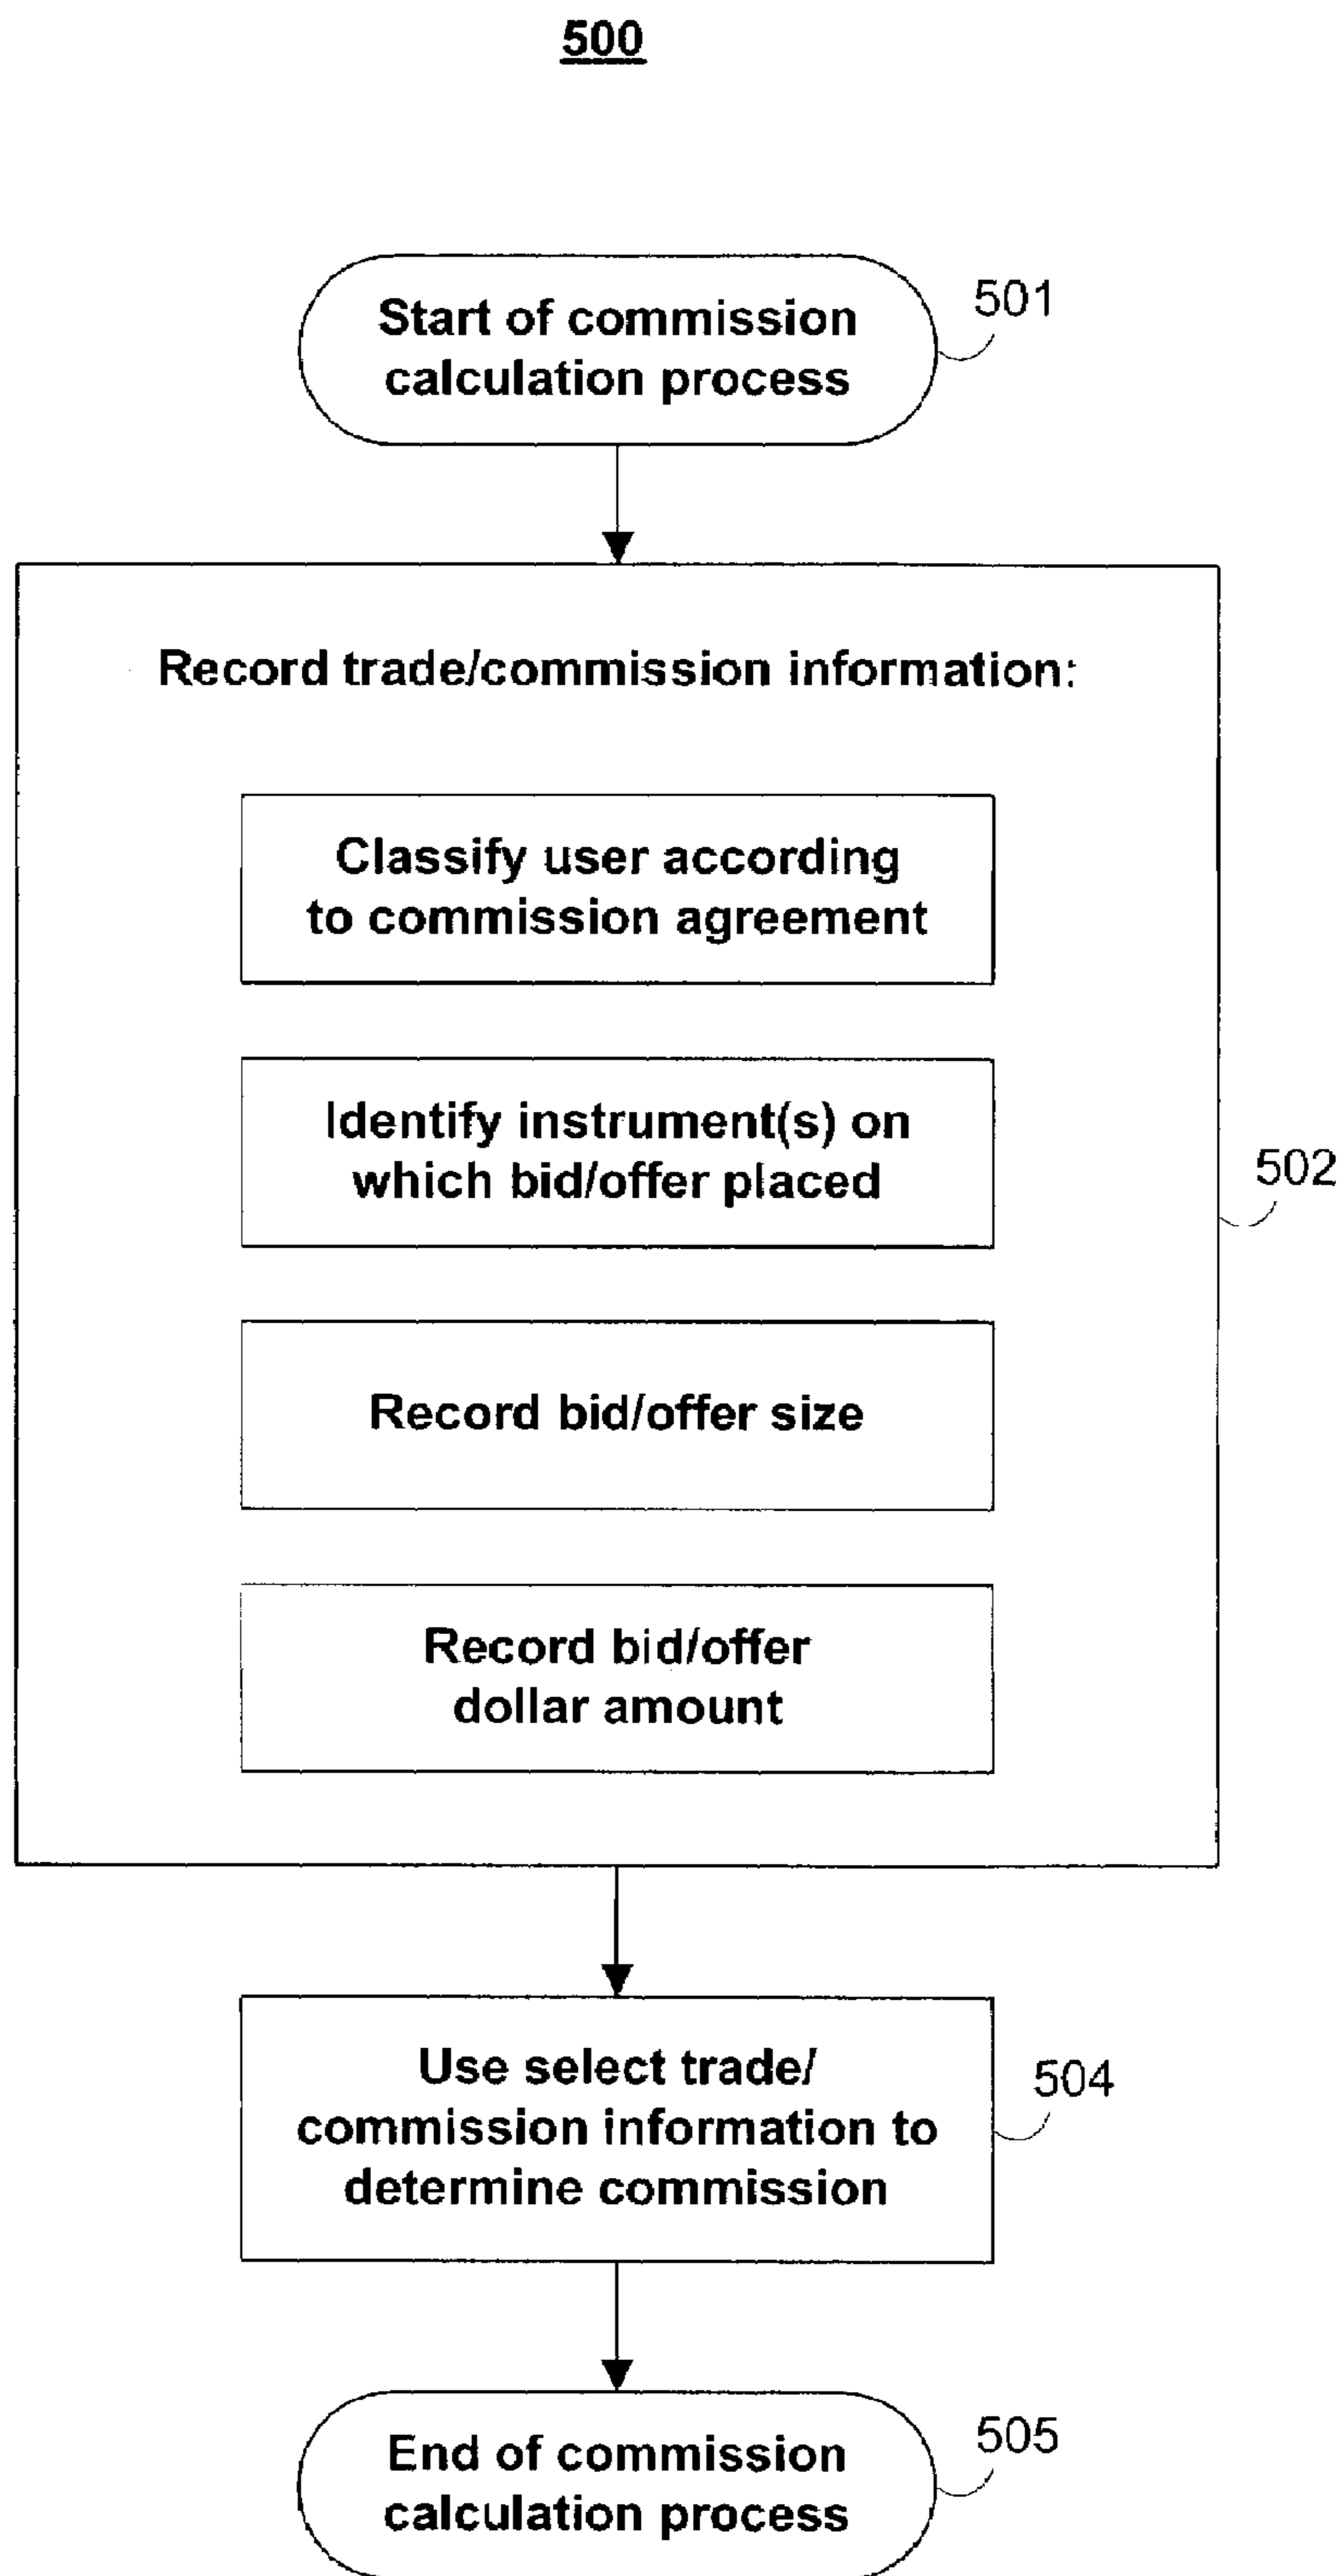 500
Start of commission
calculation process
501
Record trade/commission information:
Classify user according
to commission agreement
Identify instrument(s) on
which bid/offer placed
502
Record bid/offer size
Record bid/offer
dollar amount
Use select trade/
commission information to
determine commission
504
End of commission
calculation process
505